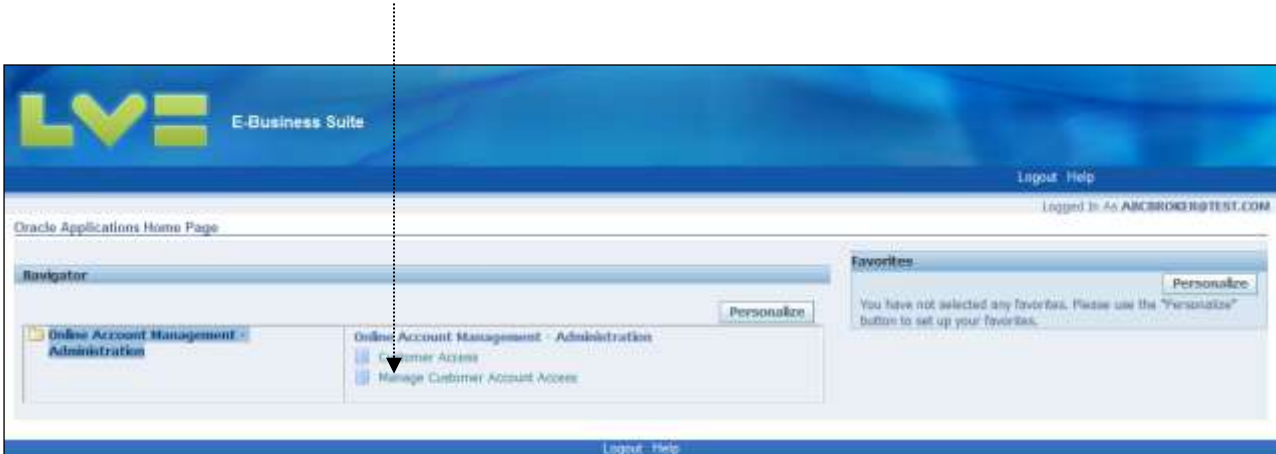 LV=
E-Business Suite
Logout Help
Logged In As ABCBROKER@TEST.COM
Oracle Applications Home Page
Navigator
Personalize
Online Account Management -
Administration
Online Account Management - Administration
Customer Access
Manage Customer Account Access
Favorites
Personalize
You have not selected any favorites. Please use the "Personalize"
button to set up your favorites.
Logout Help